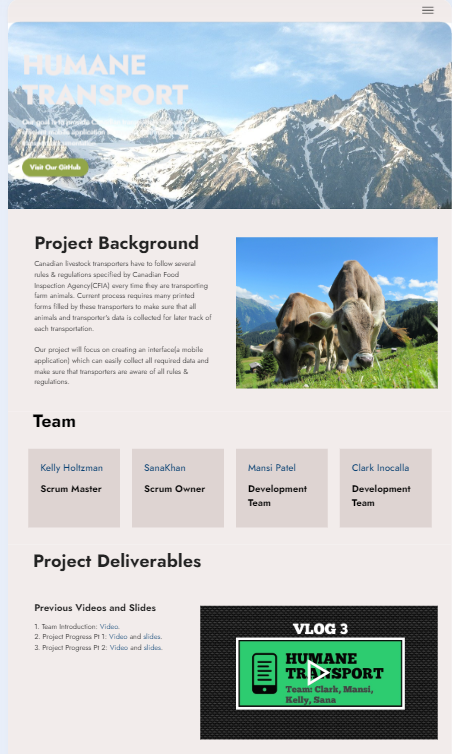 HUMANE
TRANSPORT
Our goal is to provide
mobile application
Visit Our GitHub
Project Background
Canadian livestock transporters have to follow several
rules & regulations specified by Canadian Food
Inspection Agency(CFIA) every time they are transporting
farm animals. Current process requires many printed
forms filled by these transporters to make sure that all
animals and transporter's data is collected for later track of
each transportation.
Our project will focus on creating an interface(a mobile
application) which can easily collect all required data and
make sure that transporters are aware of all rules &
regulations.
Team
Kelly Holtzman
Scrum Master
SanaKhan
Scrum Owner
Mansi Patel
Development
Team
Clark Inocalla
Development
Team
Project Deliverables
Previous Videos and Slides
1. Team Introduction: Video.
2. Project Progress Pt 1: Video and slides.
3. Project Progress Pt 2: Video and slides.
VLOG 3
HUMANE
TRANSPORT
Team: Clark, Mansi,
Kelly, Sana